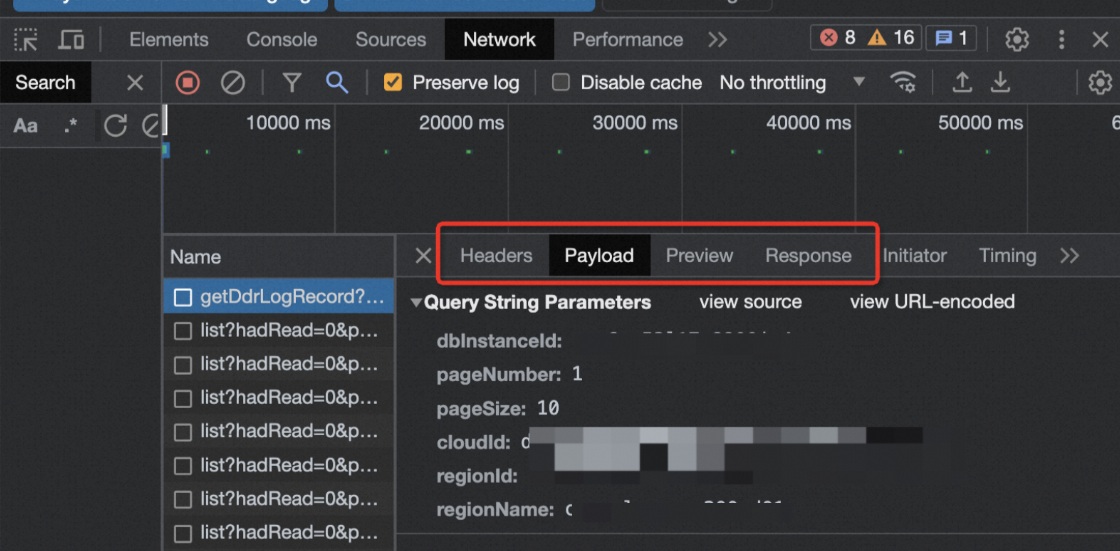 Elements Console Sources Network Performance 8 16 1
Search Preserve log Disable cache No throttling
Aa .* 10000 ms 20000 ms 30000 ms 40000 ms 50000 ms 6
Name
Headers Payload Preview Response Initiator Timing
getDdrLogRecord?...
Query String Parameters view source view URL-encoded
list?hadRead=0&p...
dbInstanceId:
list?hadRead=0&p...
pageNumber: 1
list?hadRead=0&p...
pageSize: 10
list?hadRead=0&p...
cloudId:
list?hadRead=0&p...
regionId:
list?hadRead=0&p...
regionName:
list?hadRead=0&p...